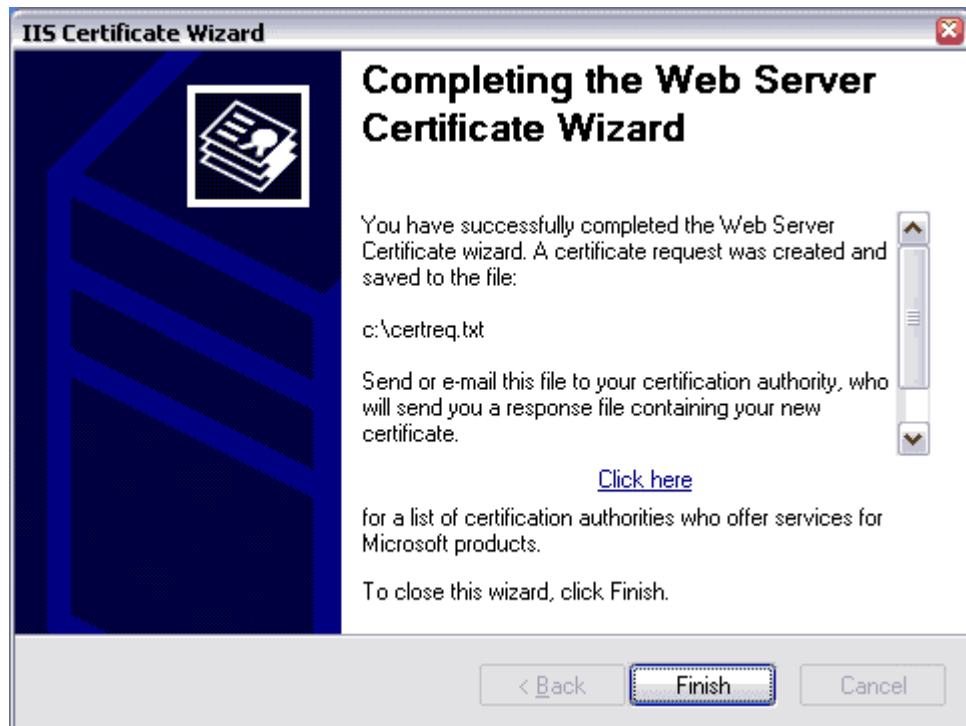 IIS Certificate Wizard
Completing the Web Server
Certificate Wizard
You have successfully completed the Web Server
Certificate wizard. A certificate request was created and
saved to the file:
c:\certreq.txt
Send or e-mail this file to your certification authority, who
will send you a response file containing your new
certificate.
Click here
for a list of certification authorities who offer services for
Microsoft products.
To close this wizard, click Finish.
< Back
Finish
Cancel